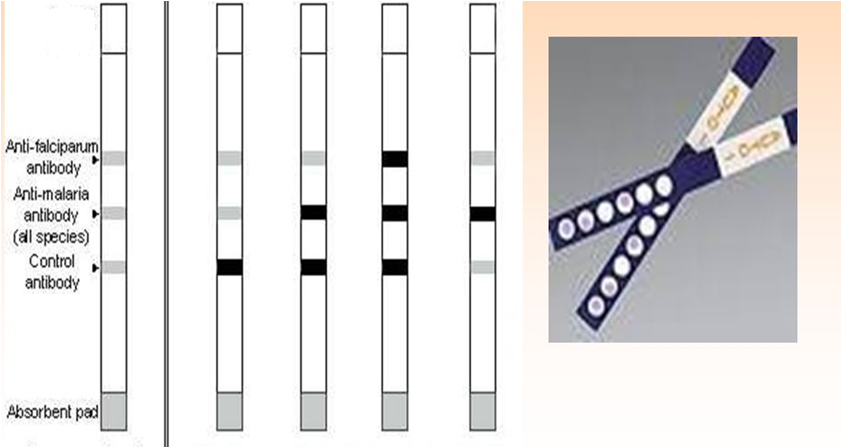 Anti-falciparum
antibody
Anti-malaria
antibody
(all species)
Control
antibody
Absorbent pad